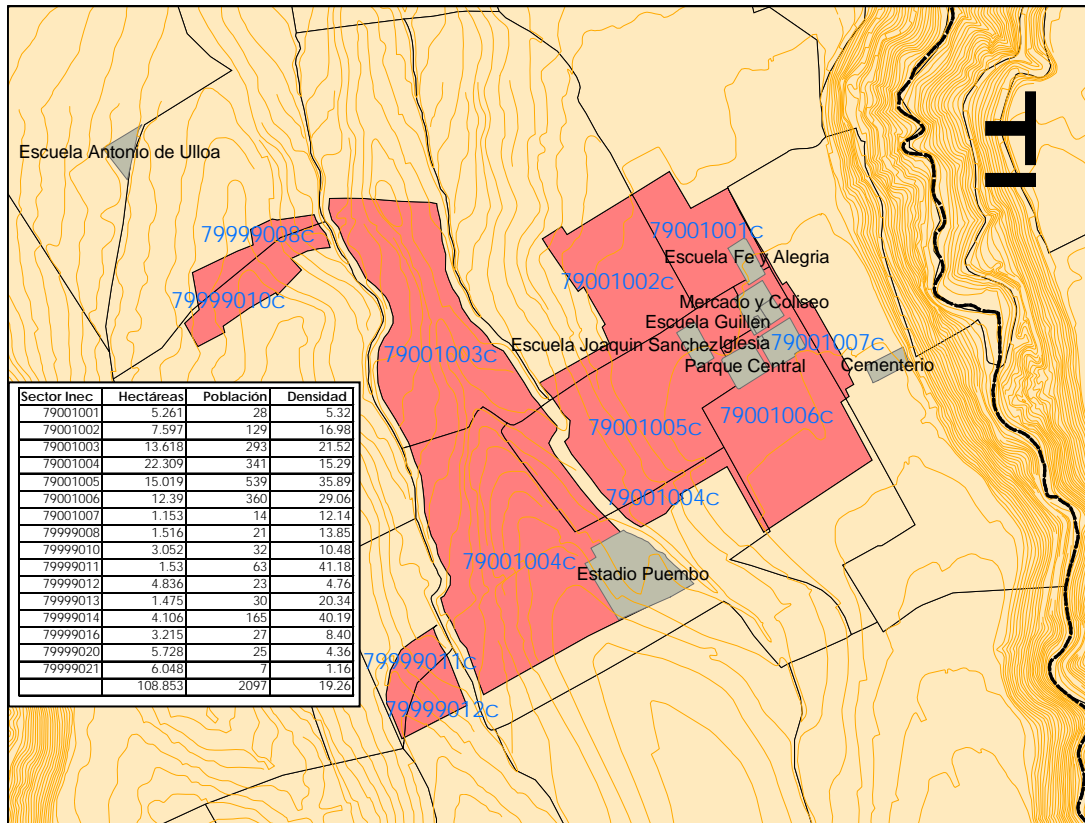 Escuela Antonio de Ulloa
79999008C
79001001C
Escuela Fe y Alegria
79001002C
79999010C
Mercado y Coliseo
Escuela Guillén
Escuela Joaquin Sanchez
Iglesia
79001007C
79001003C
Parque Central
Cementerio
79001006C
79001005C
79001004C
79001004C
Estadio Puembo
79999011C
79999012C
Sector Inec Hectáreas Población Densidad
79001001 5.261 28 5.32
79001002 7.597 129 16.98
79001003 13.618 293 21.52
79001004 22.309 341 15.29
79001005 15.019 539 35.89
79001006 12.39 360 29.06
79001007 1.153 14 12.14
79999008 1.516 21 13.85
79999010 3.052 32 10.48
79999011 1.53 63 41.18
79999012 4.836 23 4.76
79999013 1.475 30 20.34
79999014 4.106 165 40.19
79999016 3.215 27 8.40
79999020 5.728 25 4.36
79999021 6.048 7 1.16
108.853 2097 19.26